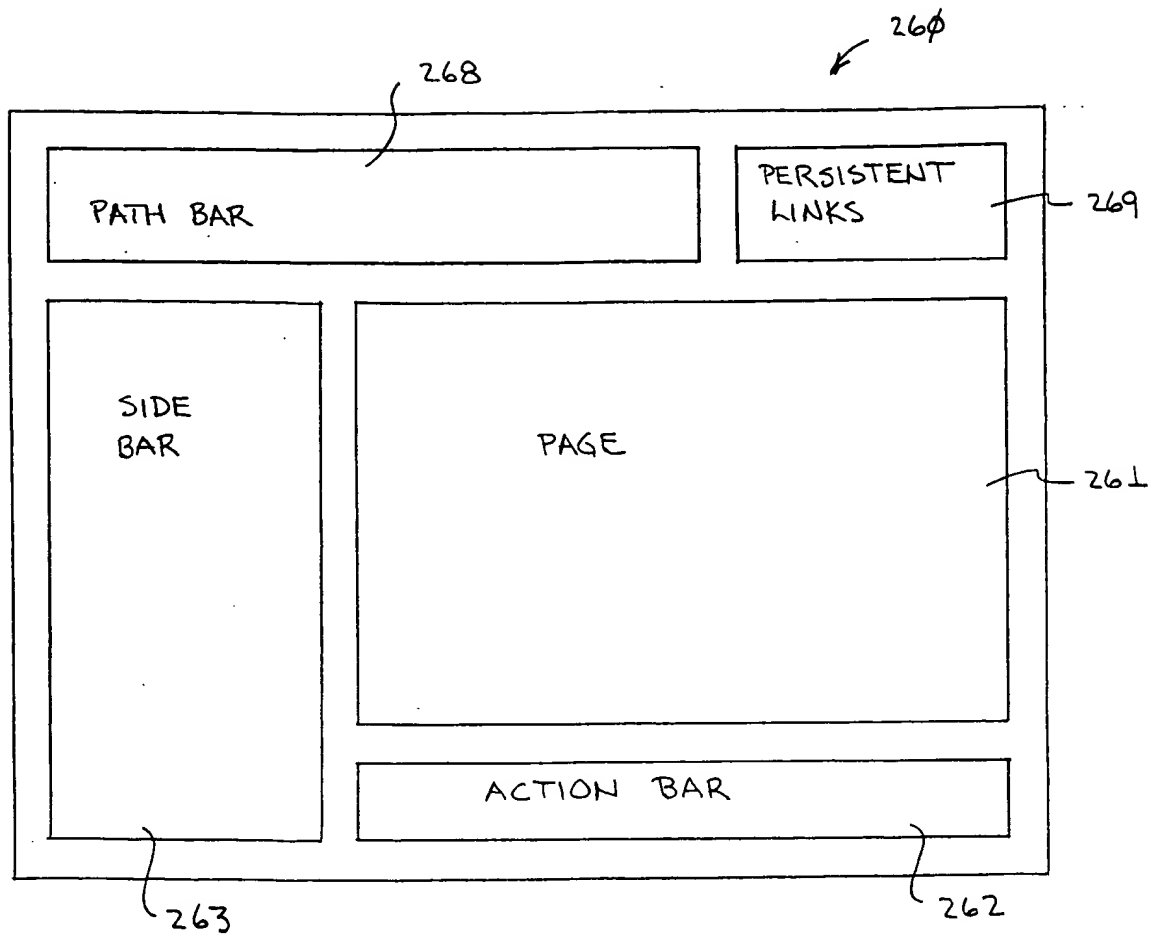 260
268
PATH BAR
PERSISTENT
LINKS
269
SIDE
BAR
PAGE
261
ACTION BAR
263
262